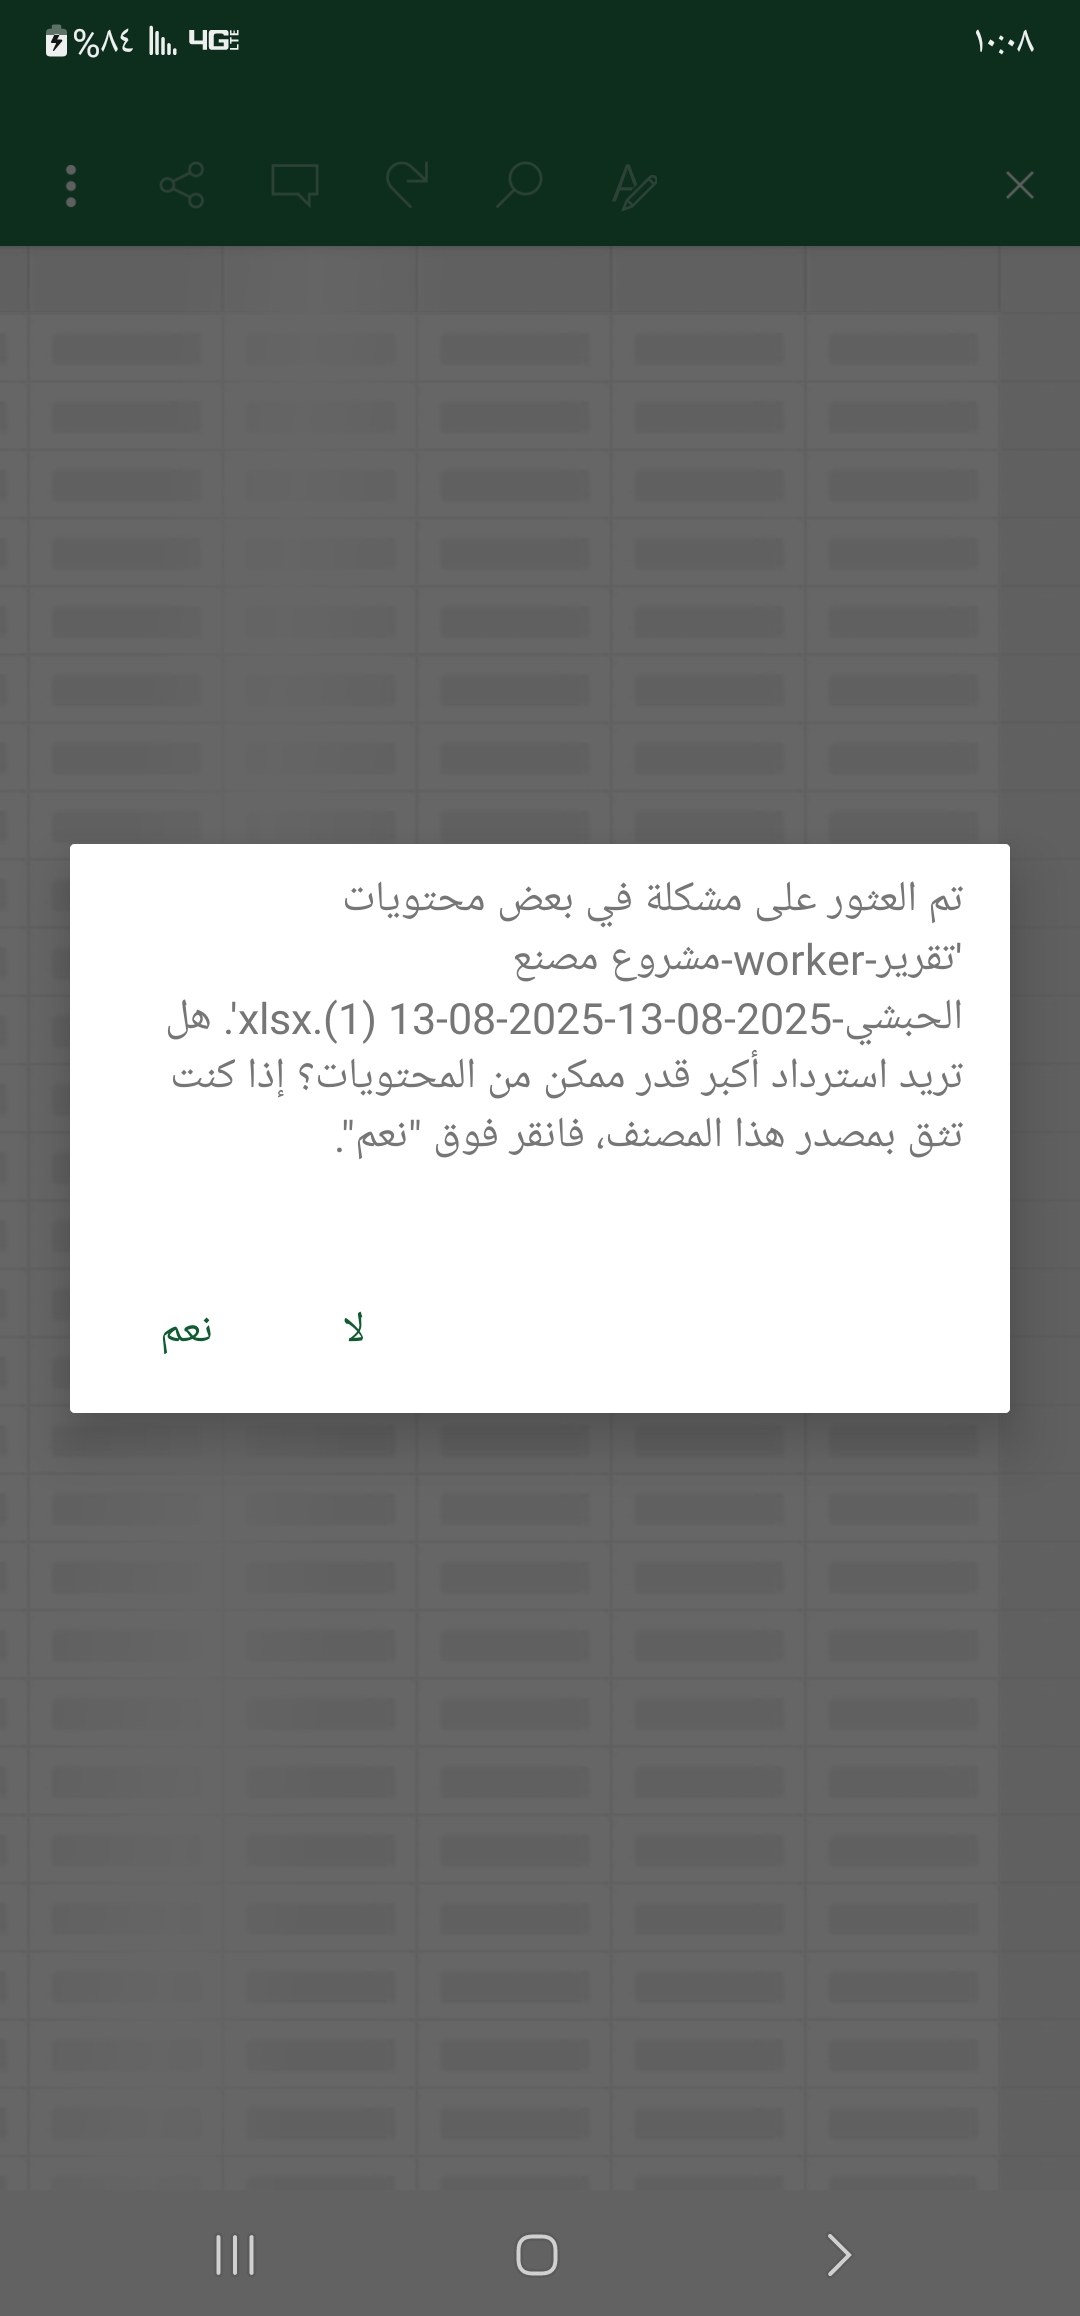 %٨٤ 4G LTE
١٠:٠٨
تم العثور على مشكلة في بعض محتويات
'تقرير-worker-مشروع مصنع
الحبشي-2025-08-13-2025-08-13 (1).xlsx'. هل
تريد استرداد أكبر قدر ممكن من المحتويات؟ إذا كنت
تثق بمصدر هذا المصنف، فانقر فوق "نعم".
لا
نعم